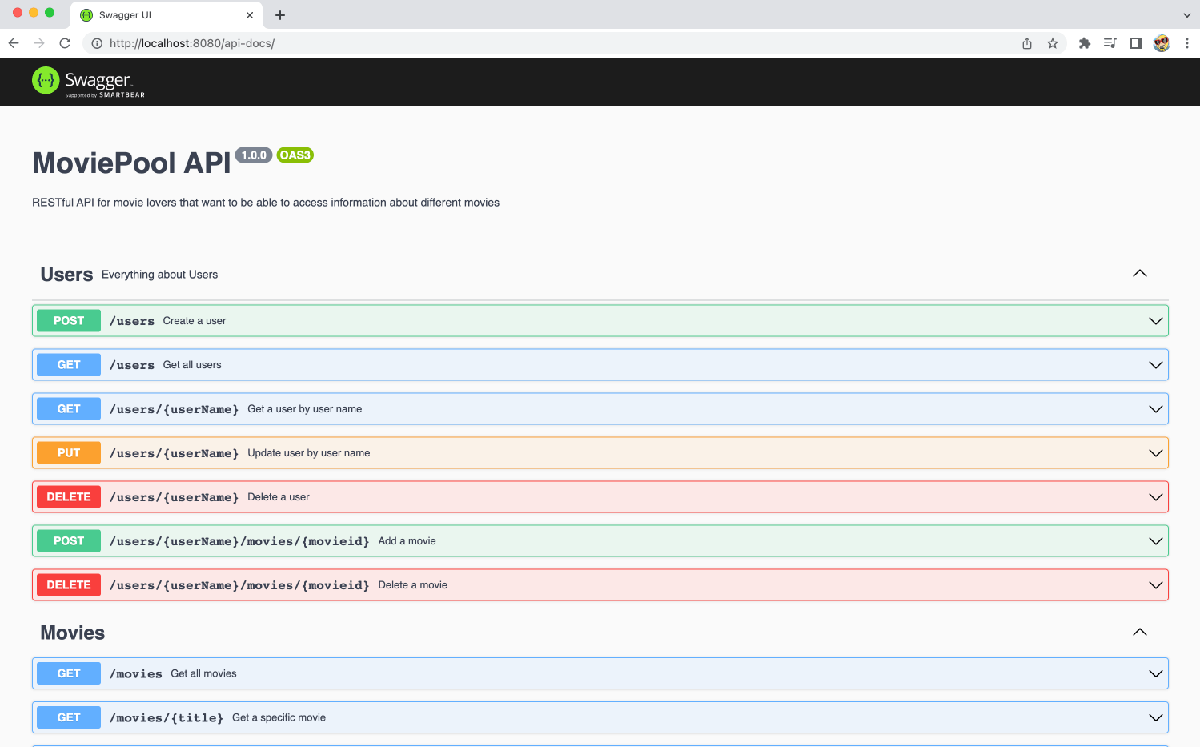 Swagger UI
http://localhost:8080/api-docs/
{...} Swagger
Supported by SMARTBEAR
MoviePool API 1.0.0 OAS3
RESTful API for movie lovers that want to be able to access information about different movies
Users Everything about Users
POST /users Create a user
GET /users Get all users
GET /users/{userName} Get a user by user name
PUT /users/{userName} Update user by user name
DELETE /users/{userName} Delete a user
POST /users/{userName}/movies/{movieid} Add a movie
DELETE /users/{userName}/movies/{movieid} Delete a movie
Movies
GET /movies Get all movies
GET /movies/{title} Get a specific movie